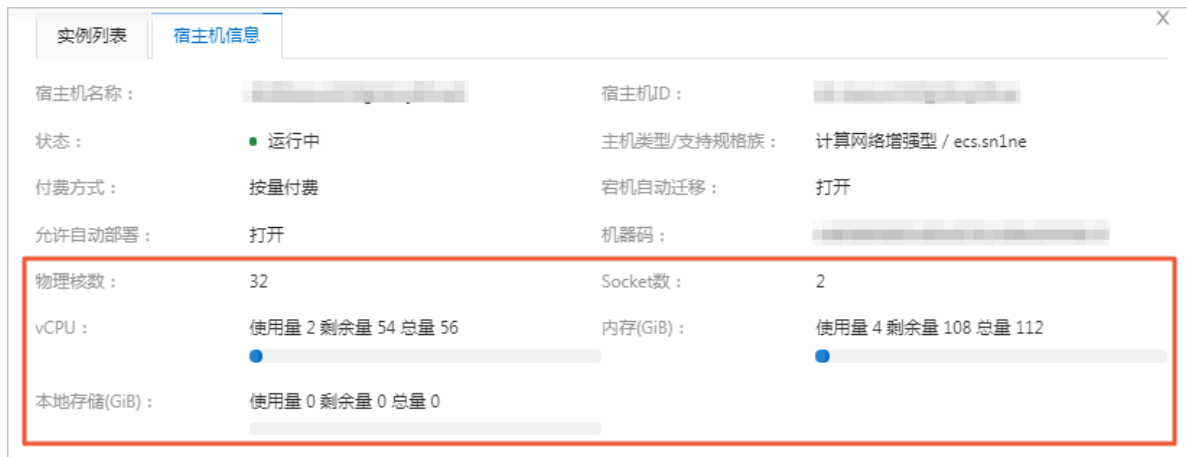 实例列表 宿主机信息
宿主机名称： 宿主机ID：
状态： 运行中 主机类型/支持规格族： 计算网络增强型 / ecs.sn1ne
付费方式： 按量付费 宕机自动迁移： 打开
允许自动部署： 打开 机器码：
物理核数： 32 Socket数： 2
vCPU： 使用量 2 剩余量 54 总量 56 内存(GiB)： 使用量 4 剩余量 108 总量 112
本地存储(GiB)： 使用量 0 剩余量 0 总量 0